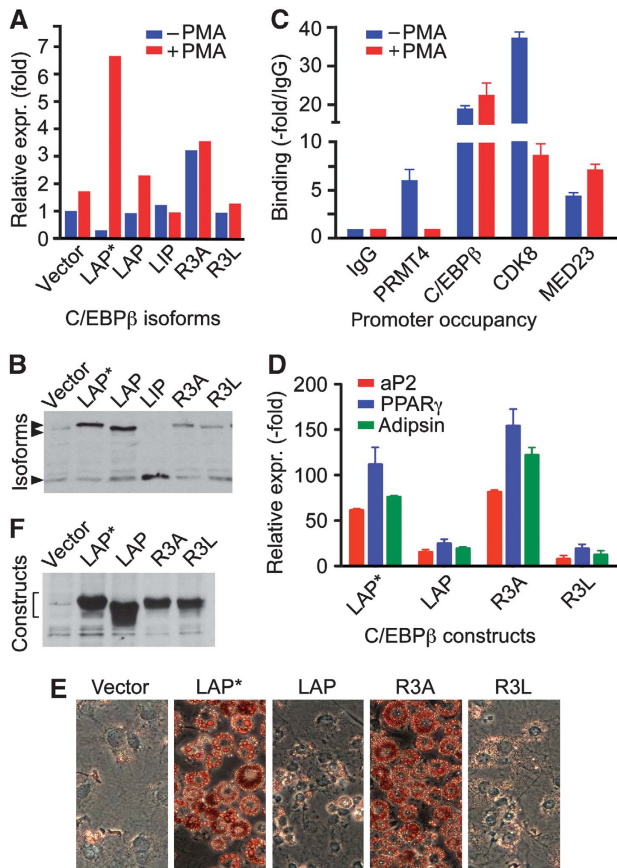 A
−PMA
+PMA
Relative expr. (fold)
7
6
5
4
3
2
1
0
Vector
LAP*
LAP
LIP
R3A
R3L
C/EBPβ isoforms
C
−PMA
+PMA
Binding (-fold/IgG)
40
30
20
10
5
0
IgG
PRMT4
C/EBPβ
CDK8
MED23
Promoter occupancy
B
Vector
LAP*
LAP
LIP
R3A
R3L
Isoforms
D
aP2
PPARγ
Adipsin
Relative expr. (-fold)
200
150
100
50
0
LAP*
LAP
R3A
R3L
C/EBPβ constructs
F
Vector
LAP*
LAP
R3A
R3L
Constructs
E
Vector
LAP*
LAP
R3A
R3L